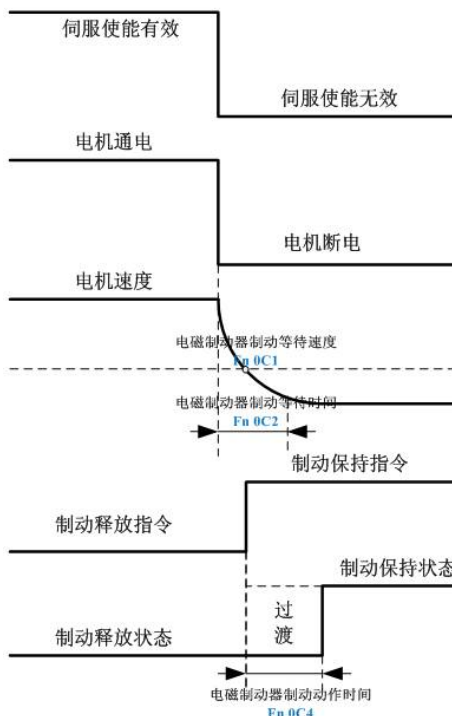 伺服使能有效
伺服使能无效
电机通电
电机断电
电机速度
电磁制动器制动等待速度
Fn 0C1
电磁制动器制动等待时间
Fn 0C2
制动保持指令
制动释放指令
制动保持状态
过
渡
制动释放状态
电磁制动器制动动作时间
Fn 0C4